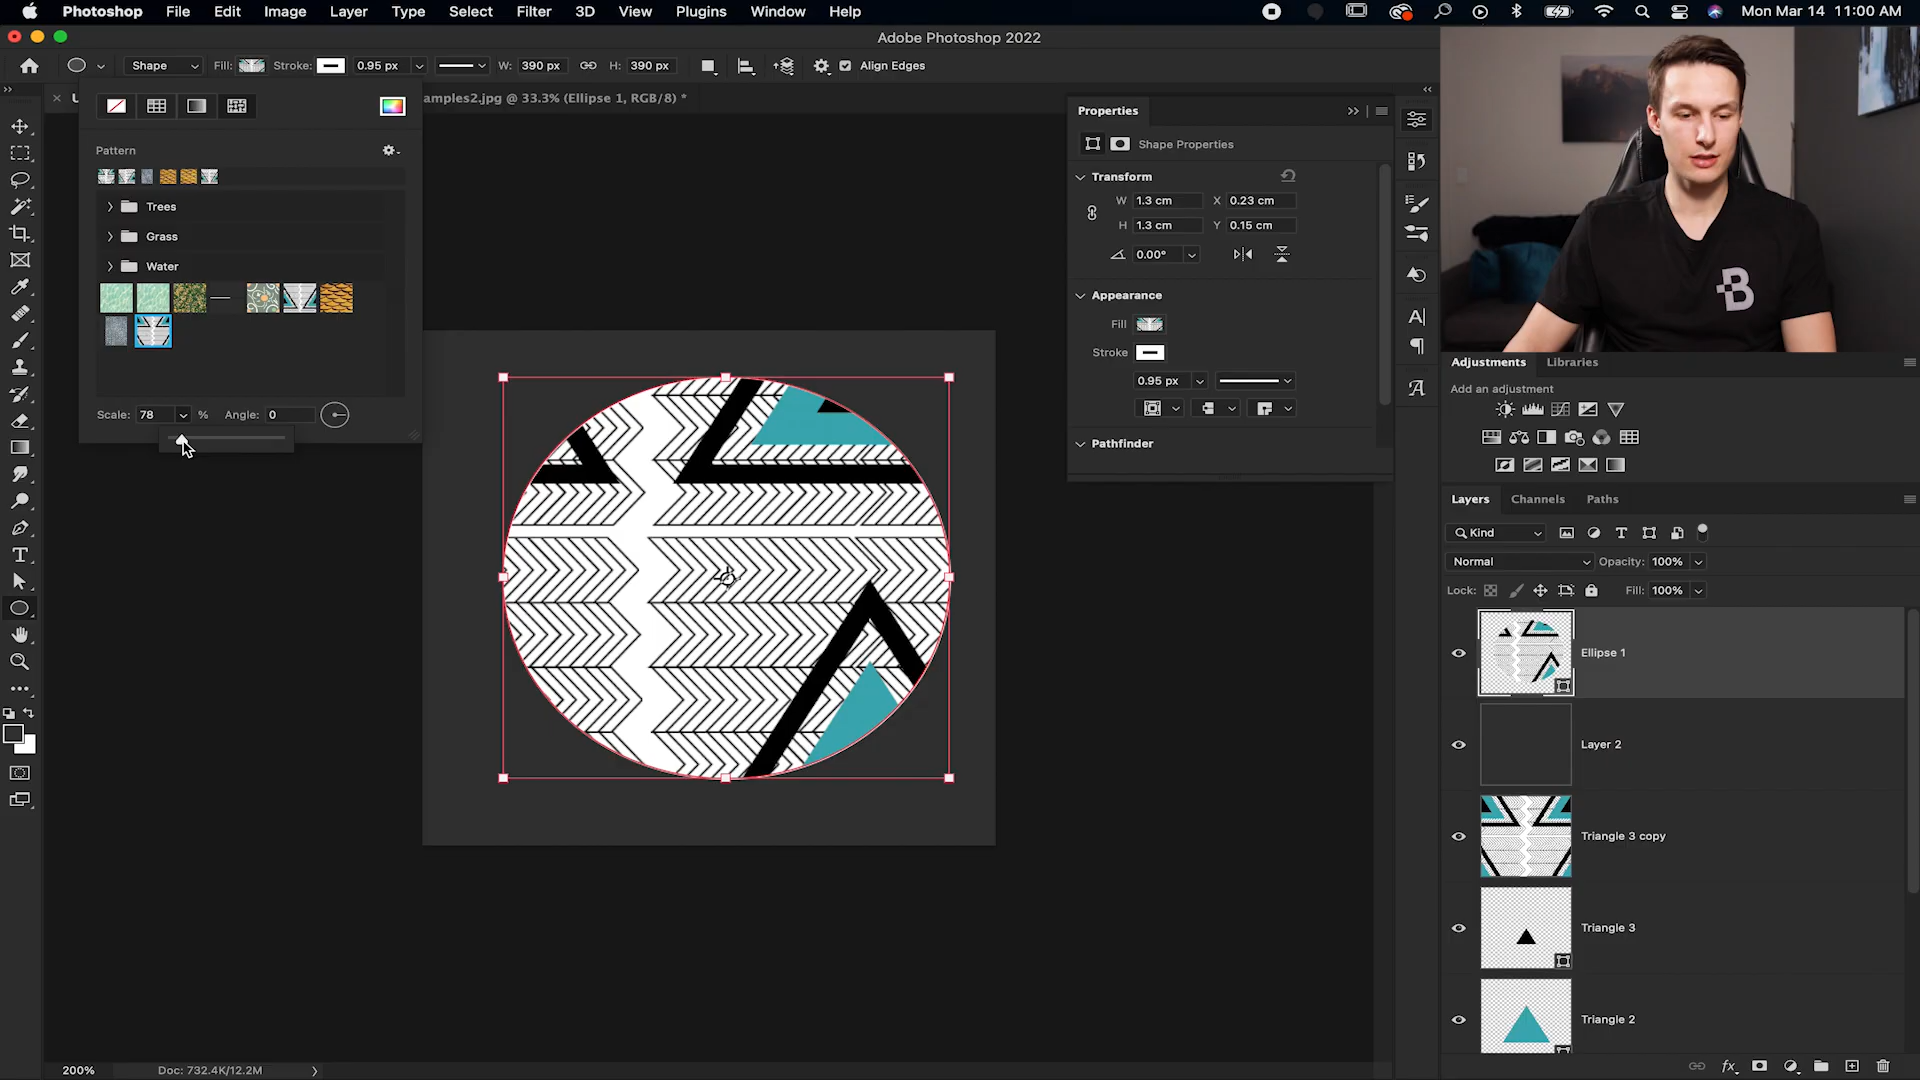 Photoshop File Edit Image Layer Type Select Filter 3D View Plugins Window Help Mon Mar 14 11:00 AM
Adobe Photoshop 2022
Shape Fill: Stroke: 0.95 px W: 390 px H: 390 px Align Edges
U amples2.jpg @ 33.3% (Ellipse 1, RGB/8) *
Pattern
Trees
Grass
Water
Scale: 78 % Angle: 0
Properties
Shape Properties
Transform
W 1.3 cm X 0.23 cm
H 1.3 cm Y 0.15 cm
0.00°
Appearance
Fill
Stroke
0.95 px
Pathfinder
B
Adjustments Libraries
Add an adjustment
Layers Channels Paths
Kind
Normal Opacity: 100%
Lock: Fill: 100%
Ellipse 1
Layer 2
Triangle 3 copy
Triangle 3
Triangle 2
200% Doc: 732.4K/12.2M